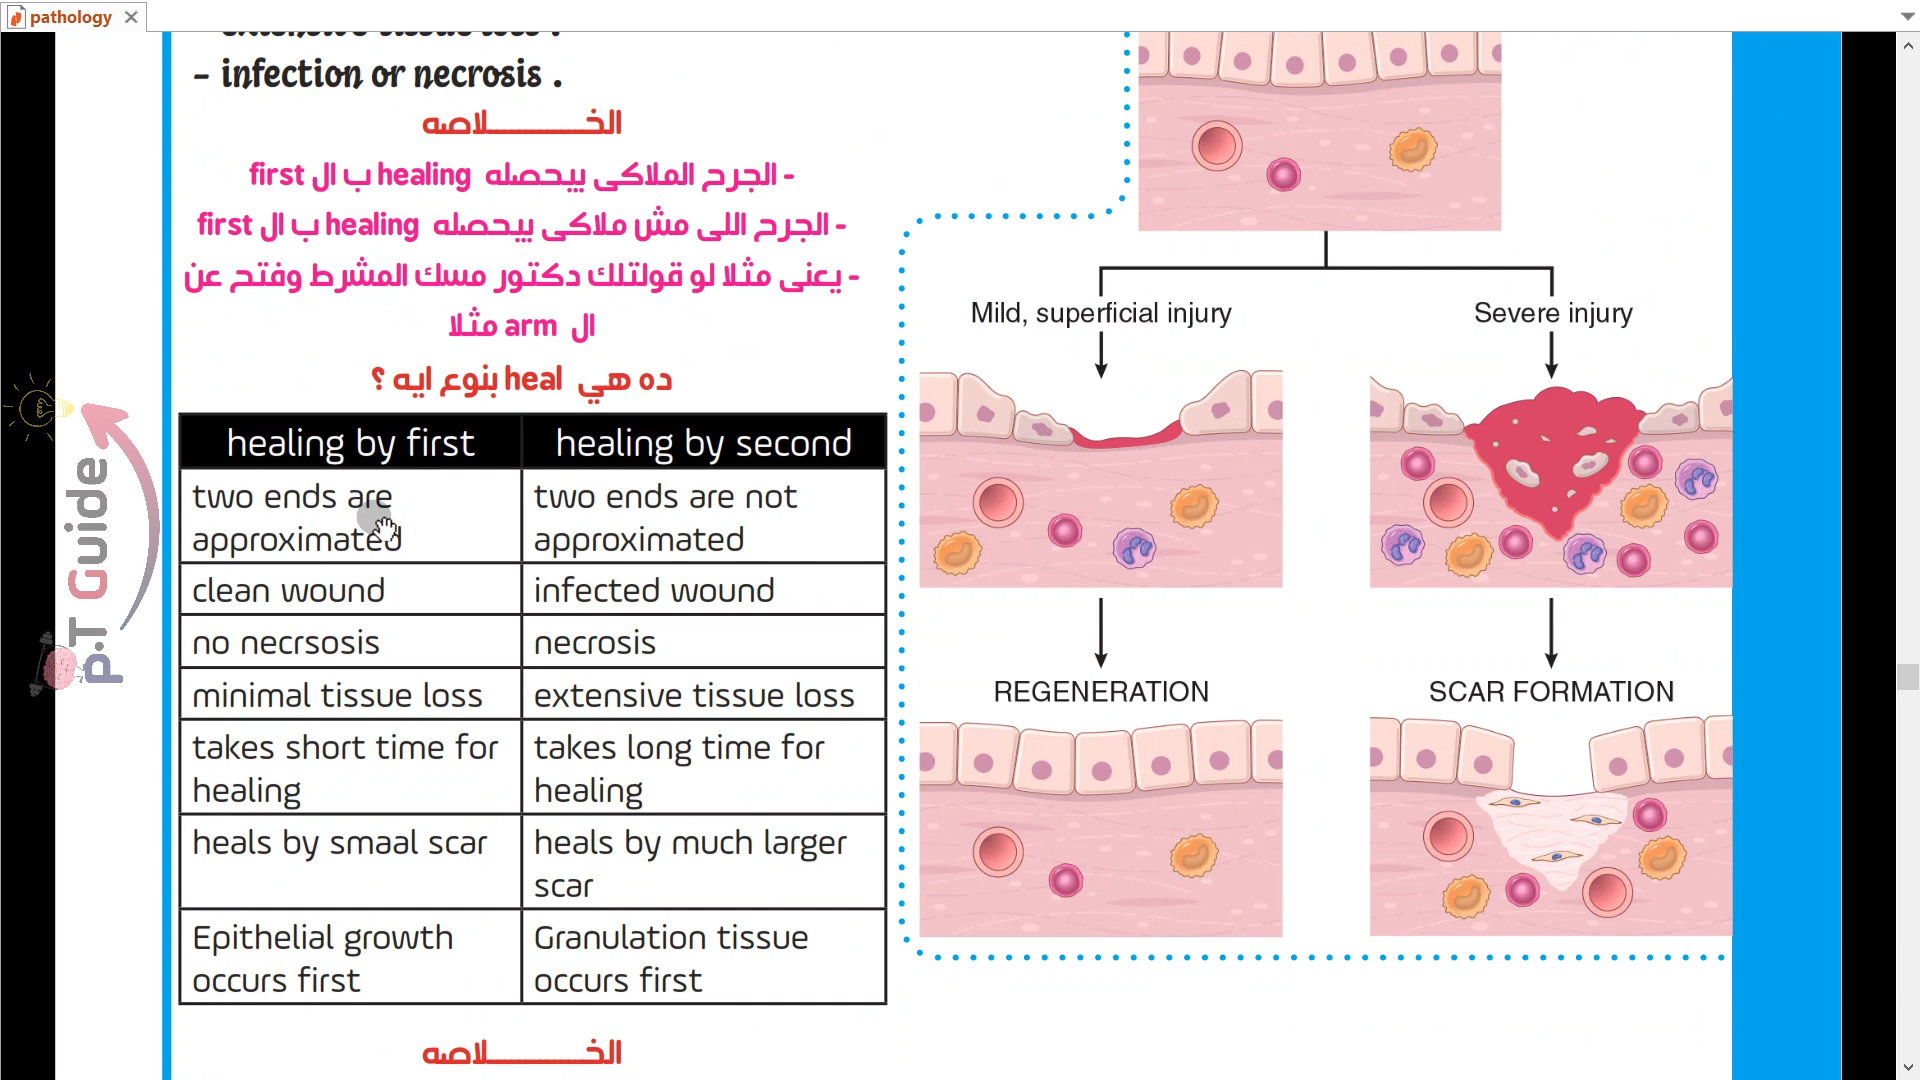 pathology
- infection or necrosis .
الخـــــــــلاصه
- الجرح الملاكى بيحصله healing ب ال first
- الجرح اللى مش ملاكى بيحصله healing ب ال first
- يعنى مثلا لو قولتلك دكتور مسك المشرط وفتح عن
ال arm مثلا
ده هي heal بنوع ايه ؟
healing by first
healing by second
two ends are
approximated
two ends are not
approximated
clean wound
infected wound
no necrsosis
necrosis
minimal tissue loss
extensive tissue loss
takes short time for
healing
takes long time for
healing
heals by smaal scar
heals by much larger
scar
Epithelial growth
occurs first
Granulation tissue
occurs first
الخـــــــــلاصه
Mild, superficial injury
Severe injury
REGENERATION
SCAR FORMATION
P.T Guide